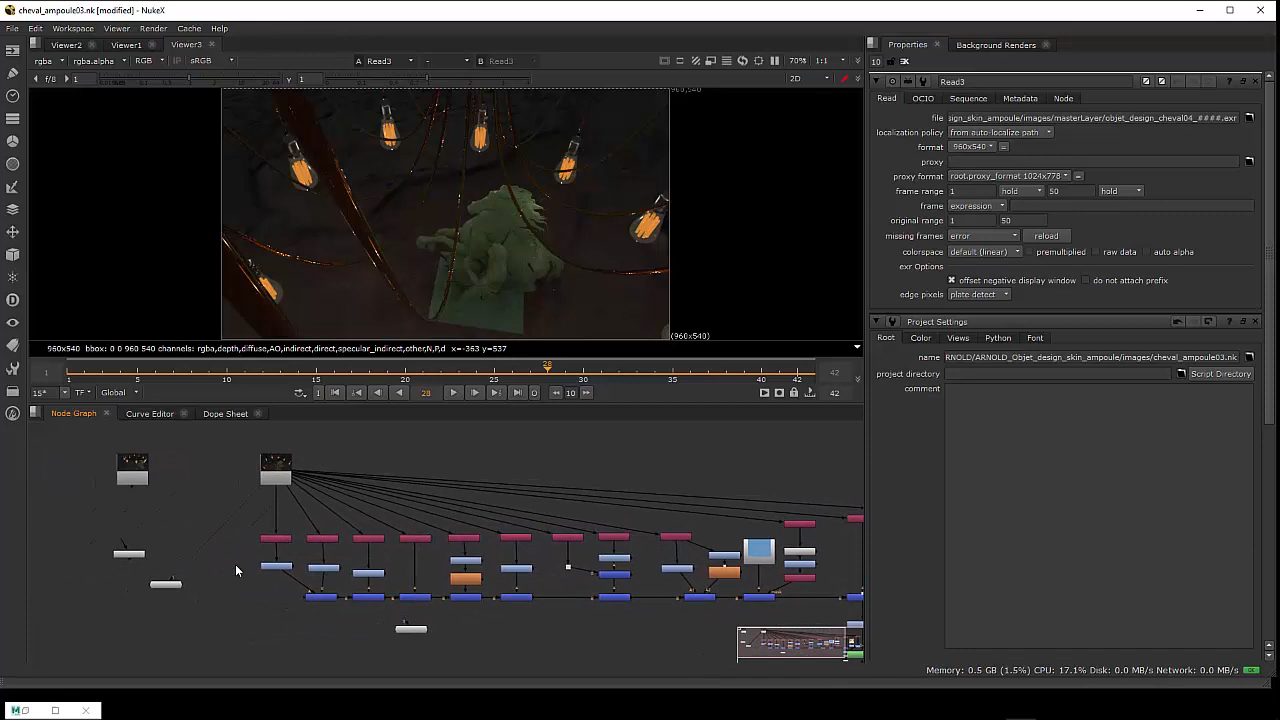 cheval_ampoule03.nk [modified] - NukeX
File Edit Workspace Viewer Render Cache Help
Viewer2 Viewer1 Viewer3
rgba rgba.alpha RGB IP sRGB A Read3 - B Read3 70% 1:1
f/8 1 Y 1 2D
960,540
(960x540)
960x540 bbox: 0 0 960 540 channels: rgba,depth,diffuse,AO,indirect,direct,specular_indirect,other,N,P,d x=-363 y=537
1 1 5 10 15 20 25 28 30 35 40 42 42
15* TF Global 28 10 42
Node Graph Curve Editor Dope Sheet
Properties Background Renders
10
Read3
Read OCIO Sequence Metadata Node
file sign_skin_ampoule/images/masterLayer/objet_design_cheval04_####.exr
localization policy from auto-localize path
format 960x540 =
proxy
proxy format root.proxy_format 1024x778 =
frame range 1 hold 50 hold
frame expression
original range 1 50
missing frames error reload
colorspace default (linear) premultiplied raw data auto alpha
exr Options
offset negative display window do not attach prefix
edge pixels plate detect
Project Settings
Root Color Views Python Font
name RNOLD/ARNOLD_Objet_design_skin_ampoule/images/cheval_ampoule03.nk
project directory Script Directory
comment
Memory: 0.5 GB (1.5%) CPU: 17.1% Disk: 0.0 MB/s Network: 0.0 MB/s